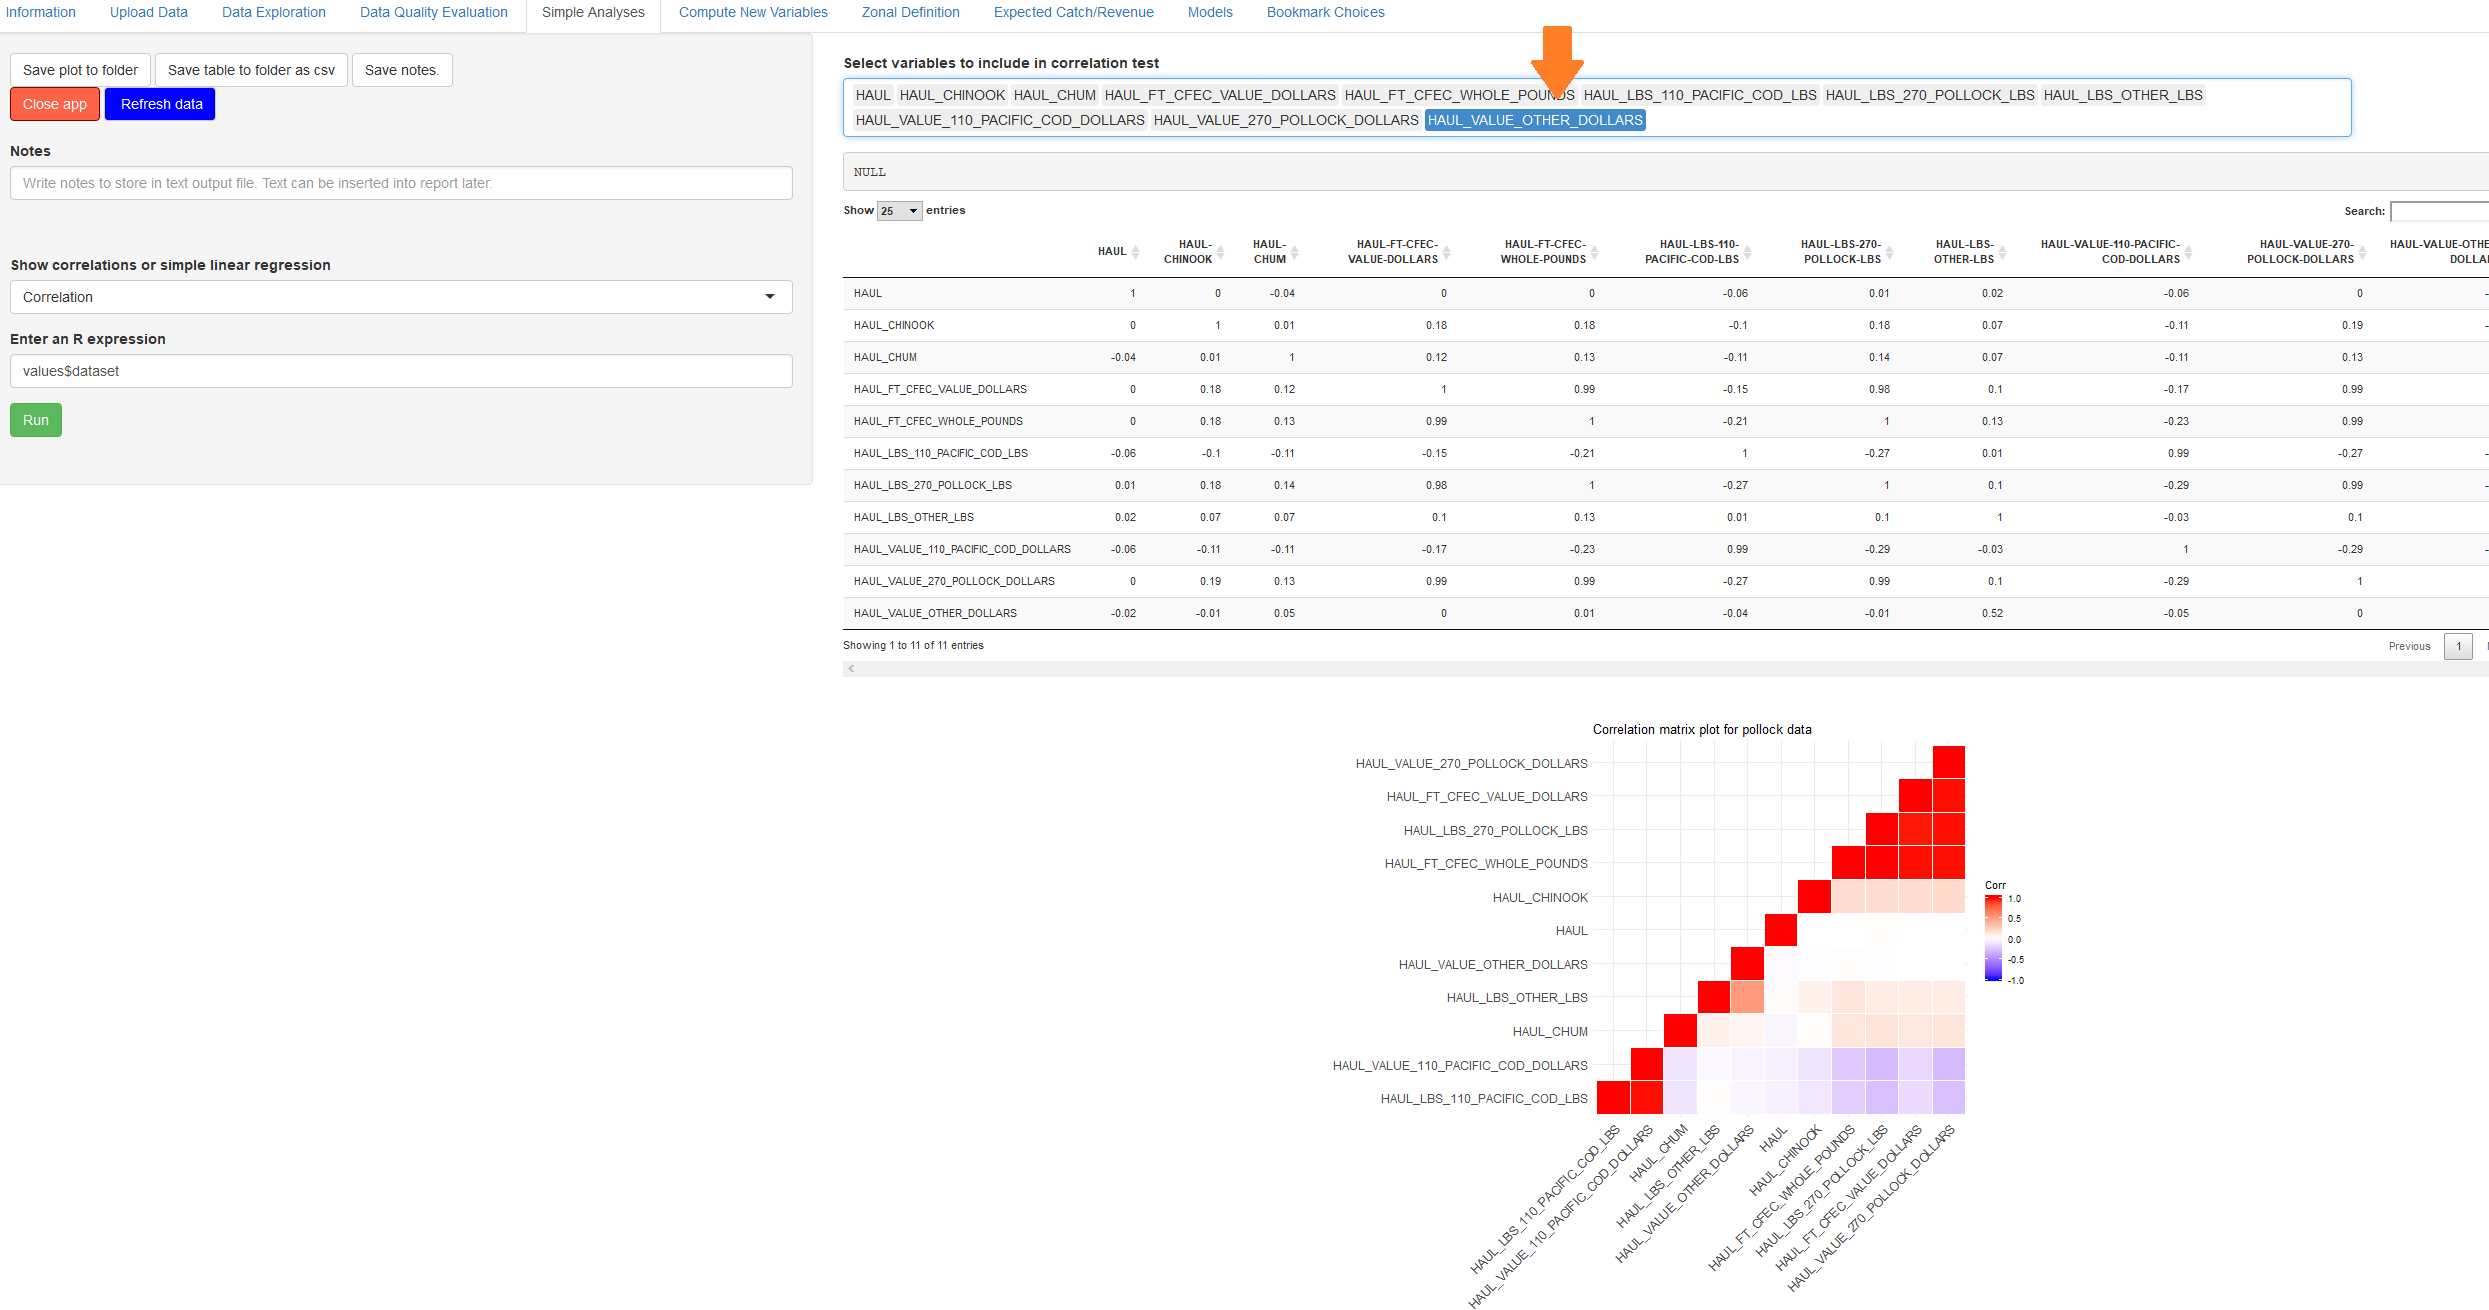 Information Upload Data Data Exploration Data Quality Evaluation Simple Analyses Compute New Variables Zonal Definition Expected Catch/Revenue Models Bookmark Choices
Save plot to folder Save table to folder as csv Save notes.
Close app Refresh data
Notes
Write notes to store in text output file. Text can be inserted into report later.
Show correlations or simple linear regression
Correlation
Enter an R expression
values$dataset
Run
Select variables to include in correlation test
HAUL HAUL_CHINOOK HAUL_CHUM HAUL_FT_CFEC_VALUE_DOLLARS HAUL_FT_CFEC_WHOLE_POUNDS HAUL_LBS_110_PACIFIC_COD_LBS HAUL_LBS_270_POLLOCK_LBS HAUL_LBS_OTHER_LBS
HAUL_VALUE_110_PACIFIC_COD_DOLLARS HAUL_VALUE_270_POLLOCK_DOLLARS HAUL_VALUE_OTHER_DOLLARS
NULL
Show 25 entries Search:
HAUL HAUL- HAUL- HAUL-FT-CFEC- HAUL-FT-CFEC- HAUL-LBS-110- HAUL-LBS-270- HAUL-LBS- HAUL-VALUE-110-PACIFIC- HAUL-VALUE-270- HAUL-VALUE-OTHE
CHINOOK CHUM VALUE-DOLLARS WHOLE-POUNDS PACIFIC-COD-LBS POLLOCK-LBS OTHER-LBS COD-DOLLARS POLLOCK-DOLLARS DOLLA
HAUL 1 0 -0.04 0 0 -0.06 0.01 0.02 -0.06 0 -
HAUL_CHINOOK 0 1 0.01 0.18 0.18 -0.1 0.18 0.07 -0.11 0.19 -
HAUL_CHUM -0.04 0.01 1 0.12 0.13 -0.11 0.14 0.07 -0.11 0.13
HAUL_FT_CFEC_VALUE_DOLLARS 0 0.18 0.12 1 0.99 -0.15 0.98 0.1 -0.17 0.99
HAUL_FT_CFEC_WHOLE_POUNDS 0 0.18 0.13 0.99 1 -0.21 1 0.13 -0.23 0.99
HAUL_LBS_110_PACIFIC_COD_LBS -0.06 -0.1 -0.11 -0.15 -0.21 1 -0.27 0.01 0.99 -0.27 -
HAUL_LBS_270_POLLOCK_LBS 0.01 0.18 0.14 0.98 1 -0.27 1 0.1 -0.29 0.99 -
HAUL_LBS_OTHER_LBS 0.02 0.07 0.07 0.1 0.13 0.01 0.1 1 -0.03 0.1
HAUL_VALUE_110_PACIFIC_COD_DOLLARS -0.06 -0.11 -0.11 -0.17 -0.23 0.99 -0.29 -0.03 1 -0.29 -
HAUL_VALUE_270_POLLOCK_DOLLARS 0 0.19 0.13 0.99 0.99 -0.27 0.99 0.1 -0.29 1
HAUL_VALUE_OTHER_DOLLARS -0.02 -0.01 0.05 0 0.01 -0.04 -0.01 0.52 -0.05 0
Showing 1 to 11 of 11 entries Previous 1
Correlation matrix plot for pollock data
HAUL_VALUE_270_POLLOCK_DOLLARS
HAUL_FT_CFEC_VALUE_DOLLARS
HAUL_LBS_270_POLLOCK_LBS
HAUL_FT_CFEC_WHOLE_POUNDS
HAUL_CHINOOK
HAUL
HAUL_VALUE_OTHER_DOLLARS
HAUL_LBS_OTHER_LBS
HAUL_CHUM
HAUL_VALUE_110_PACIFIC_COD_DOLLARS
HAUL_LBS_110_PACIFIC_COD_LBS
Corr
1.0
0.5
0.0
-0.5
-1.0
HAUL_LBS_110_PACIFIC_COD_LBS
HAUL_VALUE_110_PACIFIC_COD_DOLLARS
HAUL_CHUM
HAUL_LBS_OTHER_LBS
HAUL_VALUE_OTHER_DOLLARS
HAUL
HAUL_CHINOOK
HAUL_FT_CFEC_WHOLE_POUNDS
HAUL_LBS_270_POLLOCK_LBS
HAUL_FT_CFEC_VALUE_DOLLARS
HAUL_VALUE_270_POLLOCK_DOLLARS